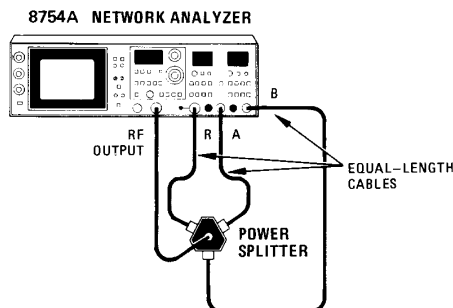 8754A NETWORK ANALYZER
B
RF
OUTPUT
R
A
EQUAL-LENGTH
CABLES
POWER
SPLITTER